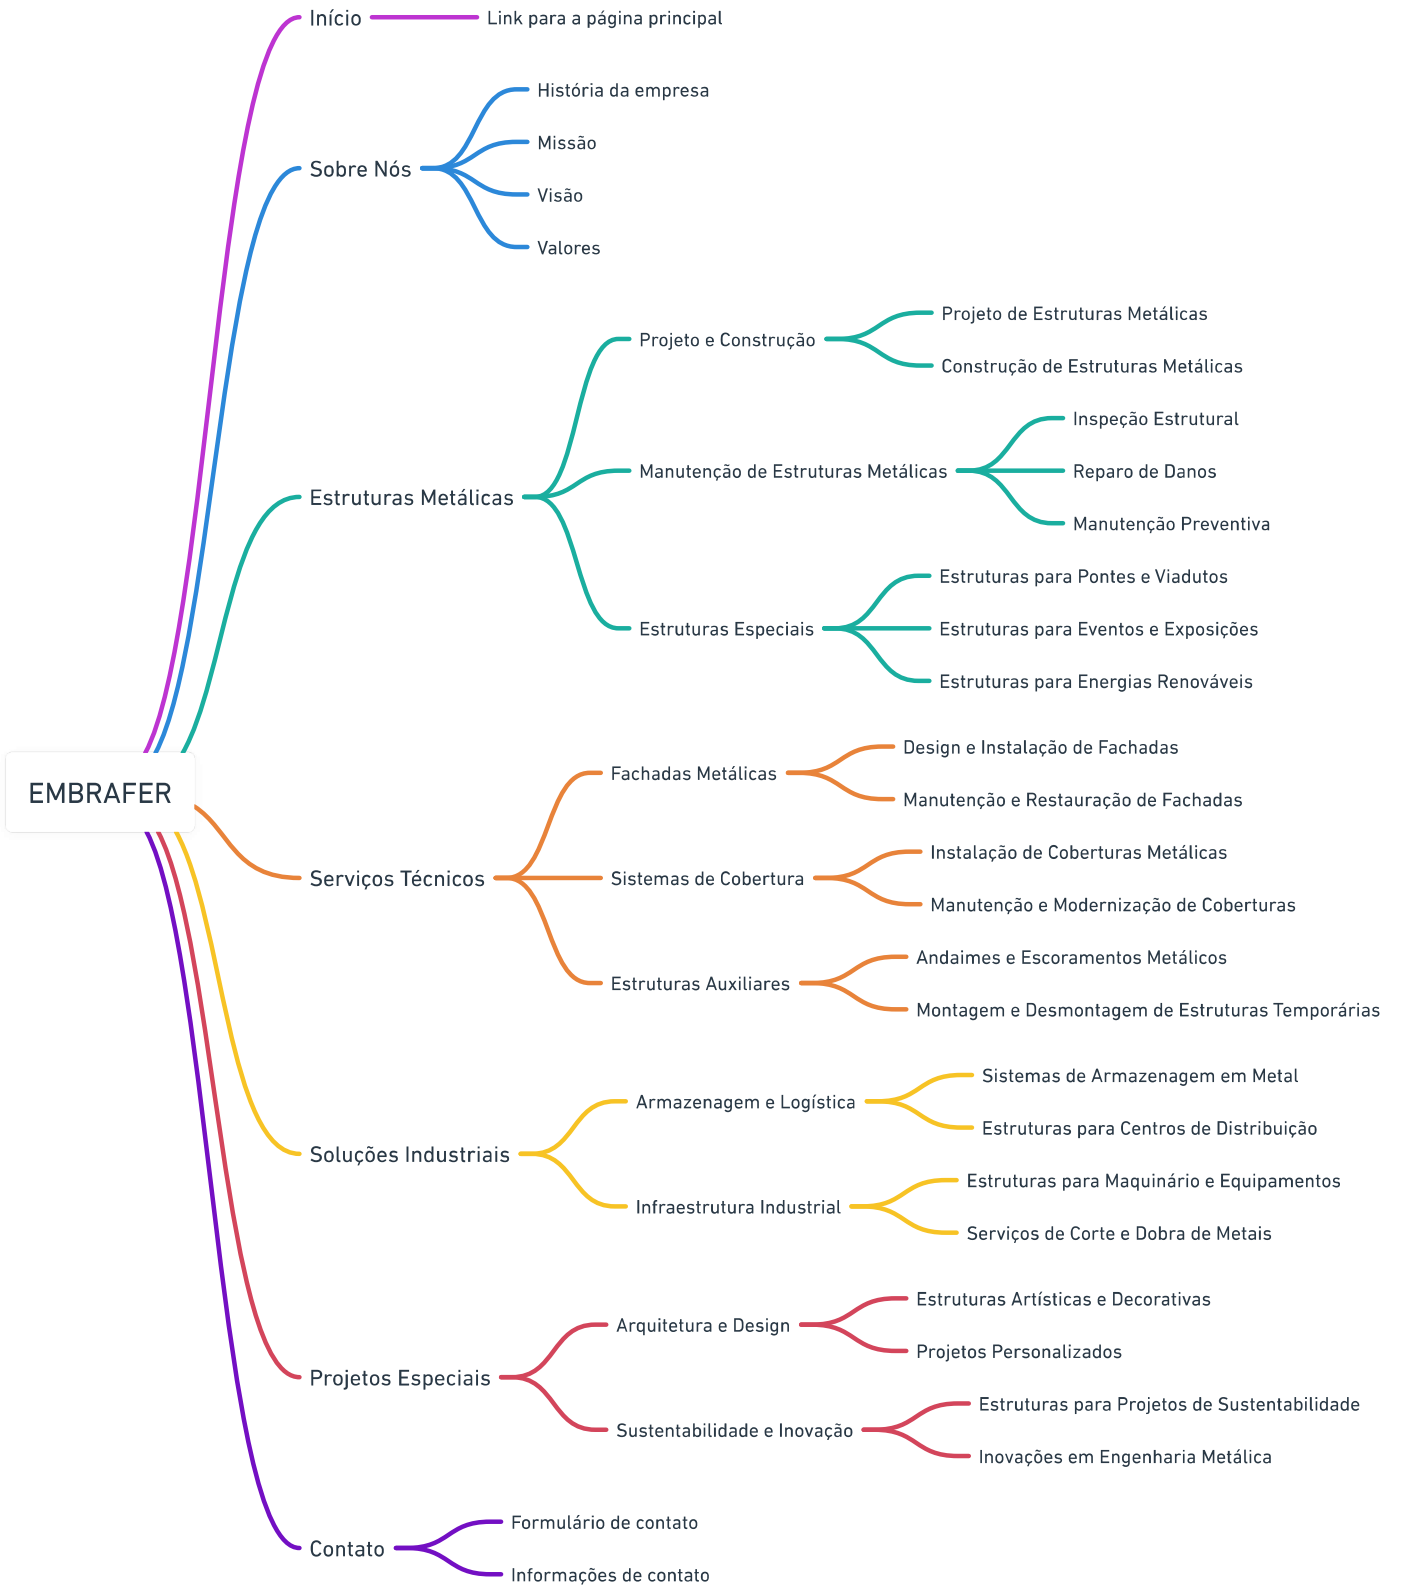 EMBRAFER
Início
Link para a página principal
Sobre Nós
História da empresa
Missão
Visão
Valores
Estruturas Metálicas
Projeto e Construção
Projeto de Estruturas Metálicas
Construção de Estruturas Metálicas
Manutenção de Estruturas Metálicas
Inspeção Estrutural
Reparo de Danos
Manutenção Preventiva
Estruturas Especiais
Estruturas para Pontes e Viadutos
Estruturas para Eventos e Exposições
Estruturas para Energias Renováveis
Serviços Técnicos
Fachadas Metálicas
Design e Instalação de Fachadas
Manutenção e Restauração de Fachadas
Sistemas de Cobertura
Instalação de Coberturas Metálicas
Manutenção e Modernização de Coberturas
Estruturas Auxiliares
Andaimes e Escoramentos Metálicos
Montagem e Desmontagem de Estruturas Temporárias
Soluções Industriais
Armazenagem e Logística
Sistemas de Armazenagem em Metal
Estruturas para Centros de Distribuição
Infraestrutura Industrial
Estruturas para Maquinário e Equipamentos
Serviços de Corte e Dobra de Metais
Projetos Especiais
Arquitetura e Design
Estruturas Artísticas e Decorativas
Projetos Personalizados
Sustentabilidade e Inovação
Estruturas para Projetos de Sustentabilidade
Inovações em Engenharia Metálica
Contato
Formulário de contato
Informações de contato